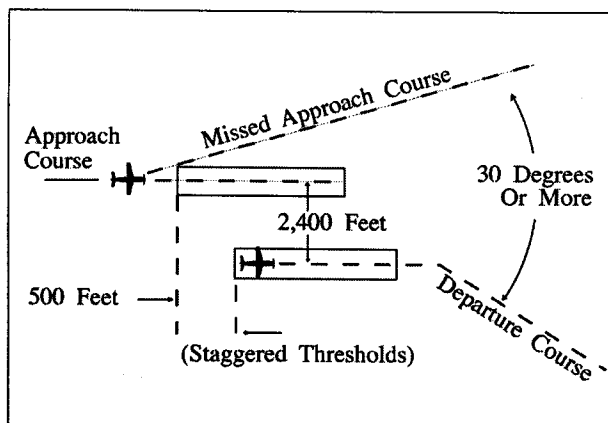 Missed Approach Course
Approach
Course
30 Degrees
Or More
2,400 Feet
500 Feet
Departure Course
(Staggered Thresholds)